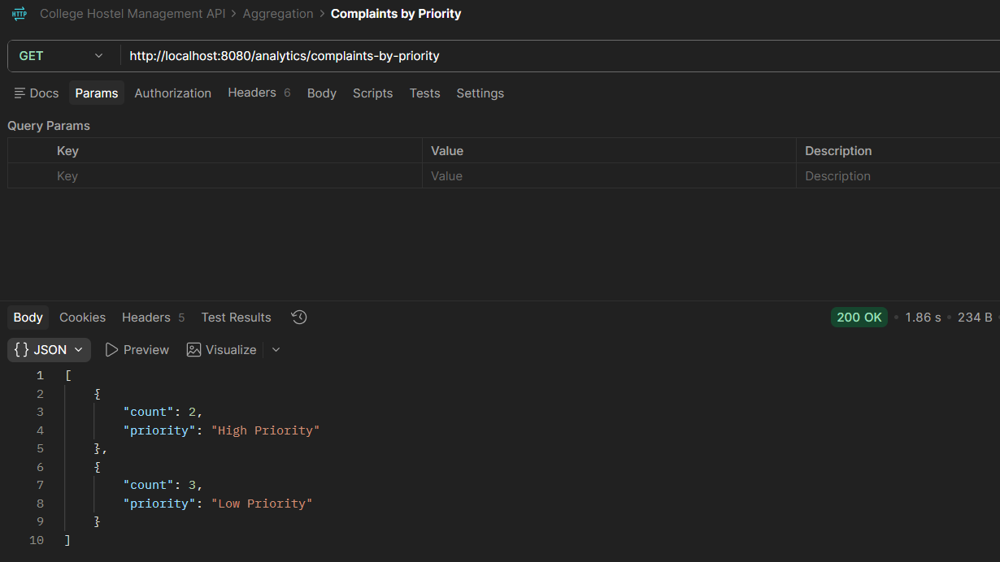 HTTP College Hostel Management API > Aggregation > Complaints by Priority
GET http://localhost:8080/analytics/complaints-by-priority
Docs Params Authorization Headers 6 Body Scripts Tests Settings
Query Params
Key Value Description
Key Value Description
Body Cookies Headers 5 Test Results 200 OK • 1.86 s • 234 B
{} JSON Preview Visualize
1 [
2 {
3 "count": 2,
4 "priority": "High Priority"
5 },
6 {
7 "count": 3,
8 "priority": "Low Priority"
9 }
10 ]